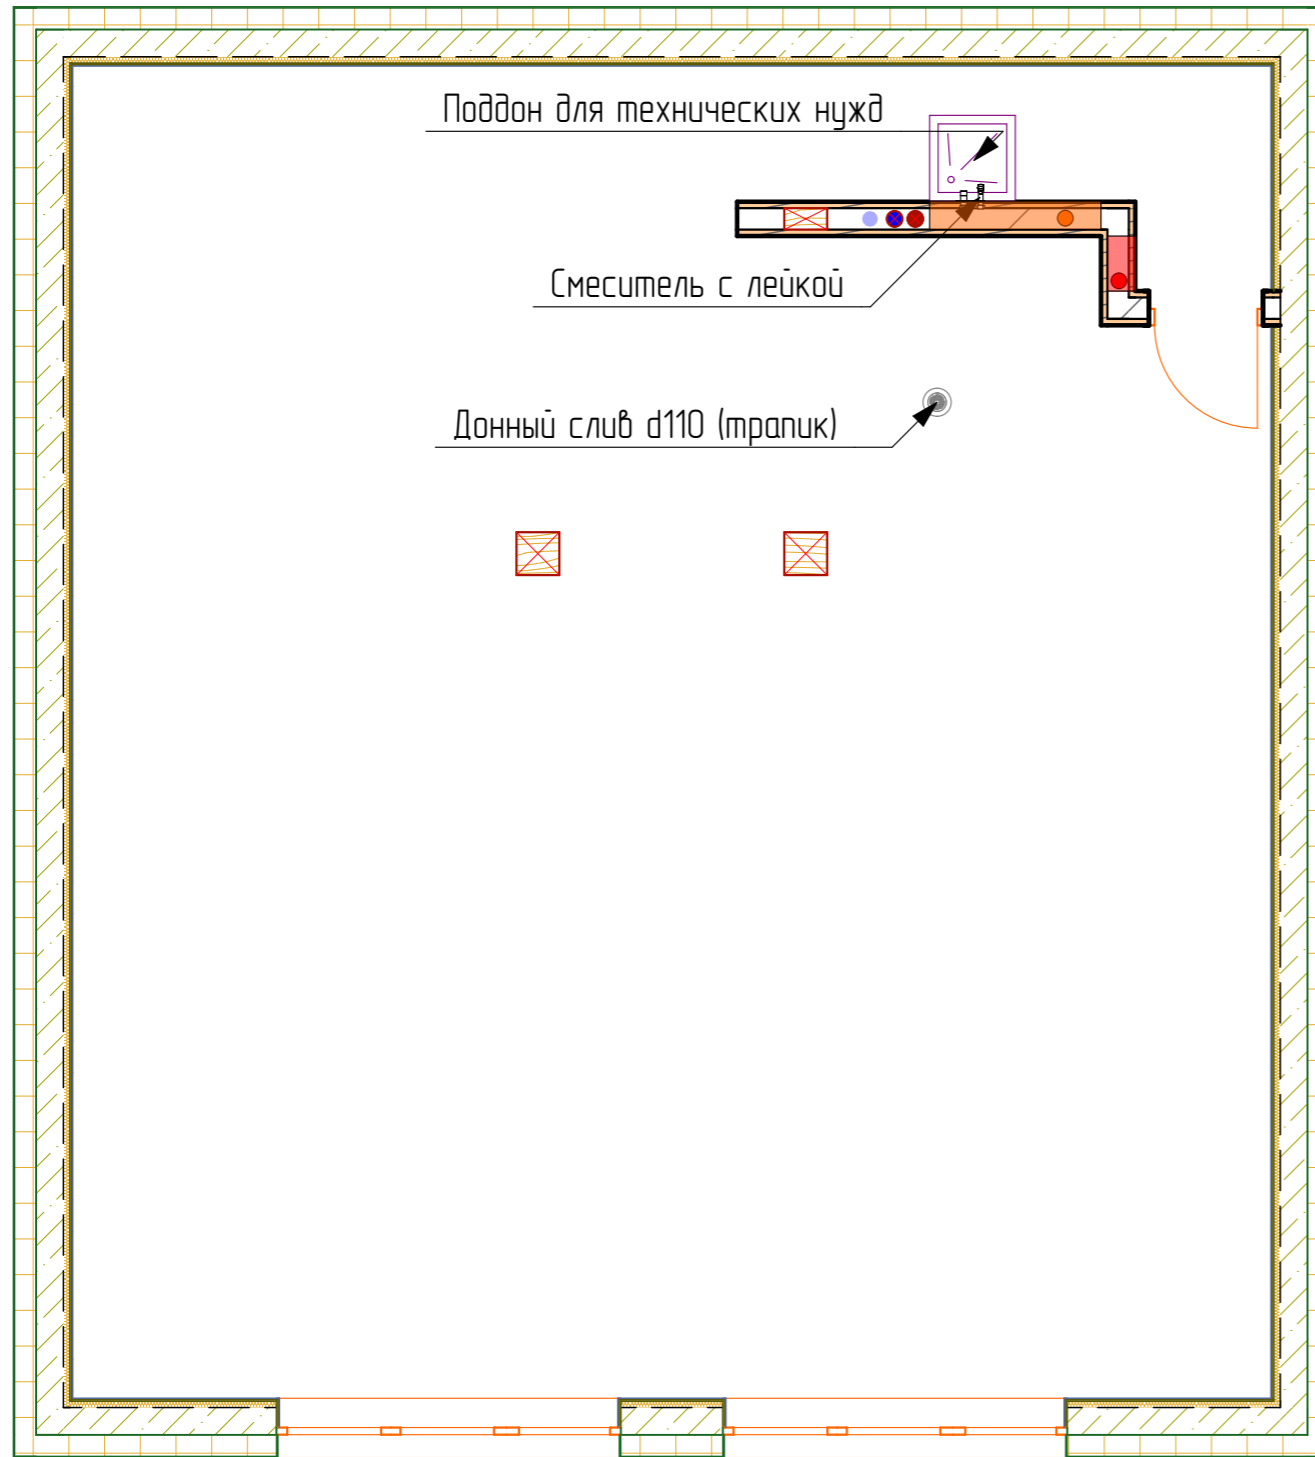 Поддон для технических нужд
Смеситель с лейкой
Донный слив d110 (трапик)